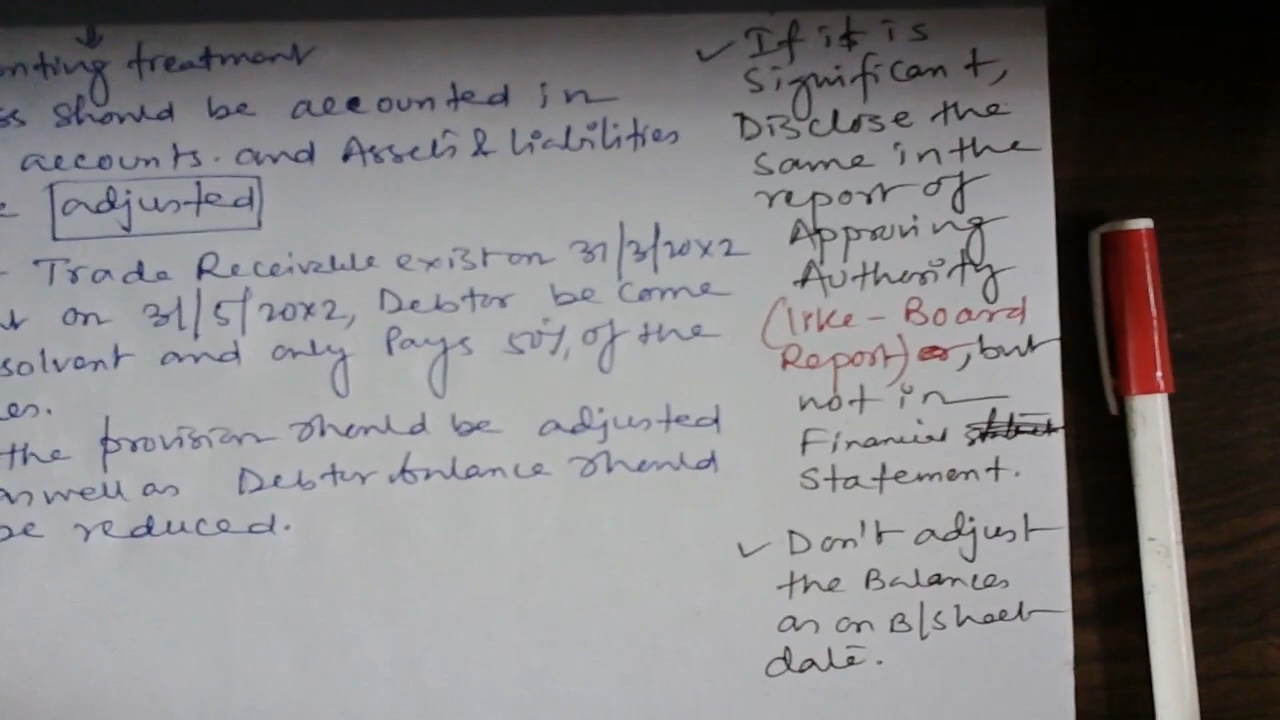 onting treatment
ss should be accounted in
accounts. and Assets & liabilities
e adjusted
- Trade Receivable exist on 31/3/20x2
ut on 31/5/20x2, Debtor become
solvent and only Pays 50% of the
es.
the provision should be adjusted
as well as Debtor balance should
be reduced.
✓ If it is
Significant,
Disclose the
same in the
report of
Approving
Authority
(like - Board
Report) , but
not in
Financial
Statement.
✓ Don't adjust
the Balances
as on B/Sheet
date.